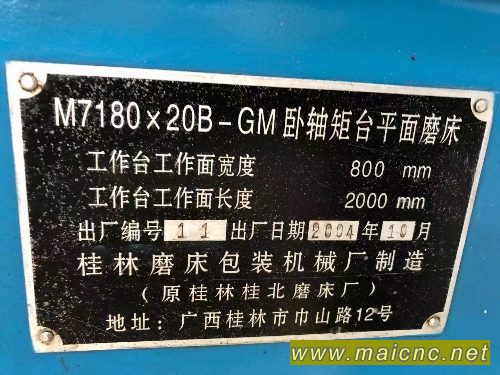 M7180×20B-GM 卧轴矩台平面磨床
工作台工作面宽度 800 mm
工作台工作面长度 2000 mm
出厂编号 11 出厂日期 2004 年 10 月
桂林磨床包装机械厂制造
(原桂林桂北磨床厂)
地址:广西桂林市巾山路12号
www.maicnc.net